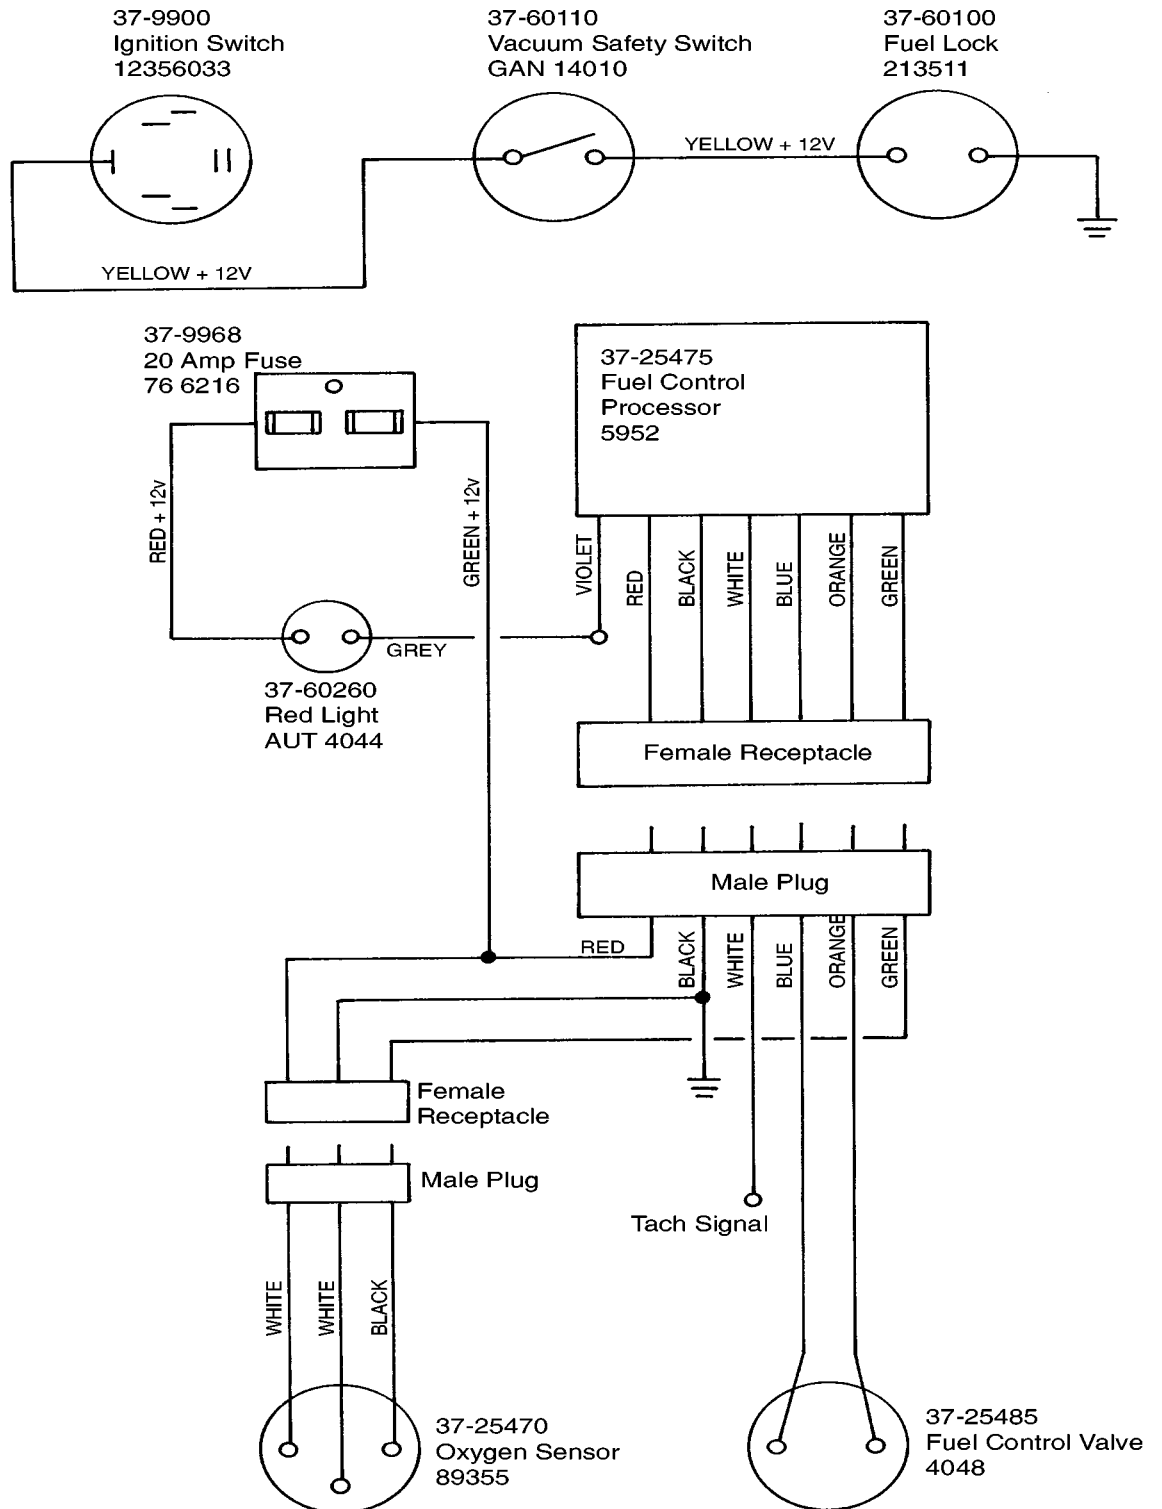 37-9900
Ignition Switch
12356033
37-60110
Vacuum Safety Switch
GAN 14010
37-60100
Fuel Lock
213511
YELLOW + 12V
YELLOW + 12V
37-9968
20 Amp Fuse
76 6216
37-25475
Fuel Control
Processor
5952
RED + 12v
GREEN + 12v
VIOLET
RED
BLACK
WHITE
BLUE
ORANGE
GREEN
GREY
37-60260
Red Light
AUT 4044
Female Receptacle
Male Plug
RED
BLACK
WHITE
BLUE
ORANGE
GREEN
Female
Receptacle
Male Plug
Tach Signal
WHITE
WHITE
BLACK
37-25470
Oxygen Sensor
89355
37-25485
Fuel Control Valve
4048